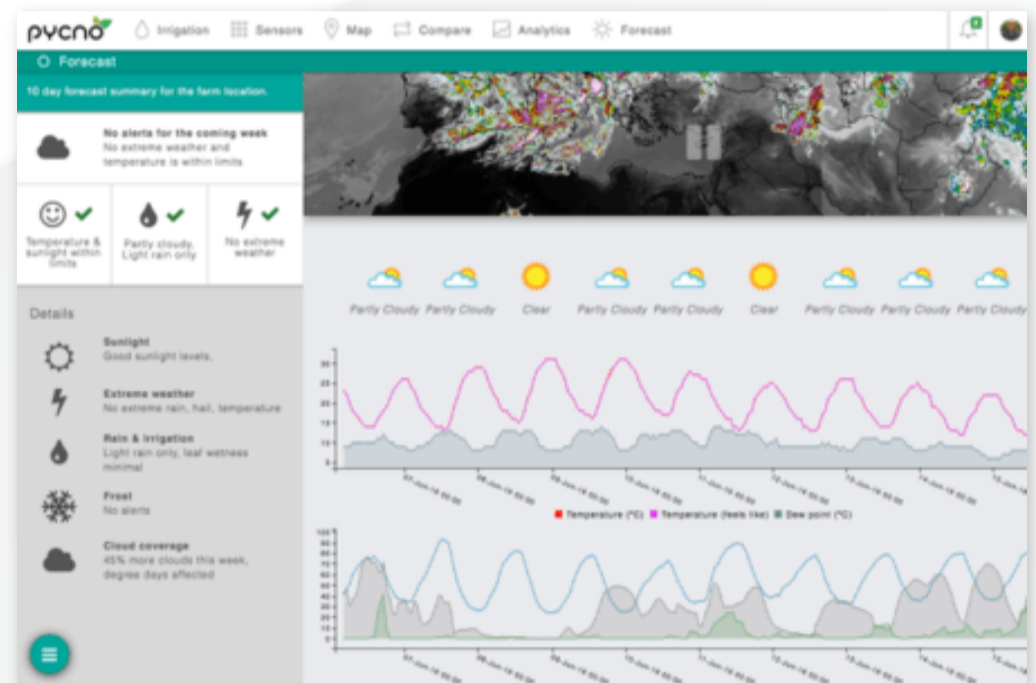 pycno
Irrigation
Sensors
Map
Compare
Analytics
Forecast
Forecast
10 day forecast summary for the farm location.
No alerts for the coming week
No extreme weather and
temperature is within limits
Temperature &
sunlight within
limits
Partly cloudy,
Light rain only
No extreme
weather
Details
Sunlight
Good sunlight levels,
Extreme weather
No extreme rain, hail, temperature
Rain & irrigation
Light rain only, leaf wetness
minimal
Frost
No alerts
Cloud coverage
45% more clouds this week,
degree days affected
Partly Cloudy
Partly Cloudy
Clear
Partly Cloudy
Partly Cloudy
Clear
Partly Cloudy
Partly Cloudy
Partly Cloudy
Temperature (°C)
Temperature (feels like)
Dew point (°C)